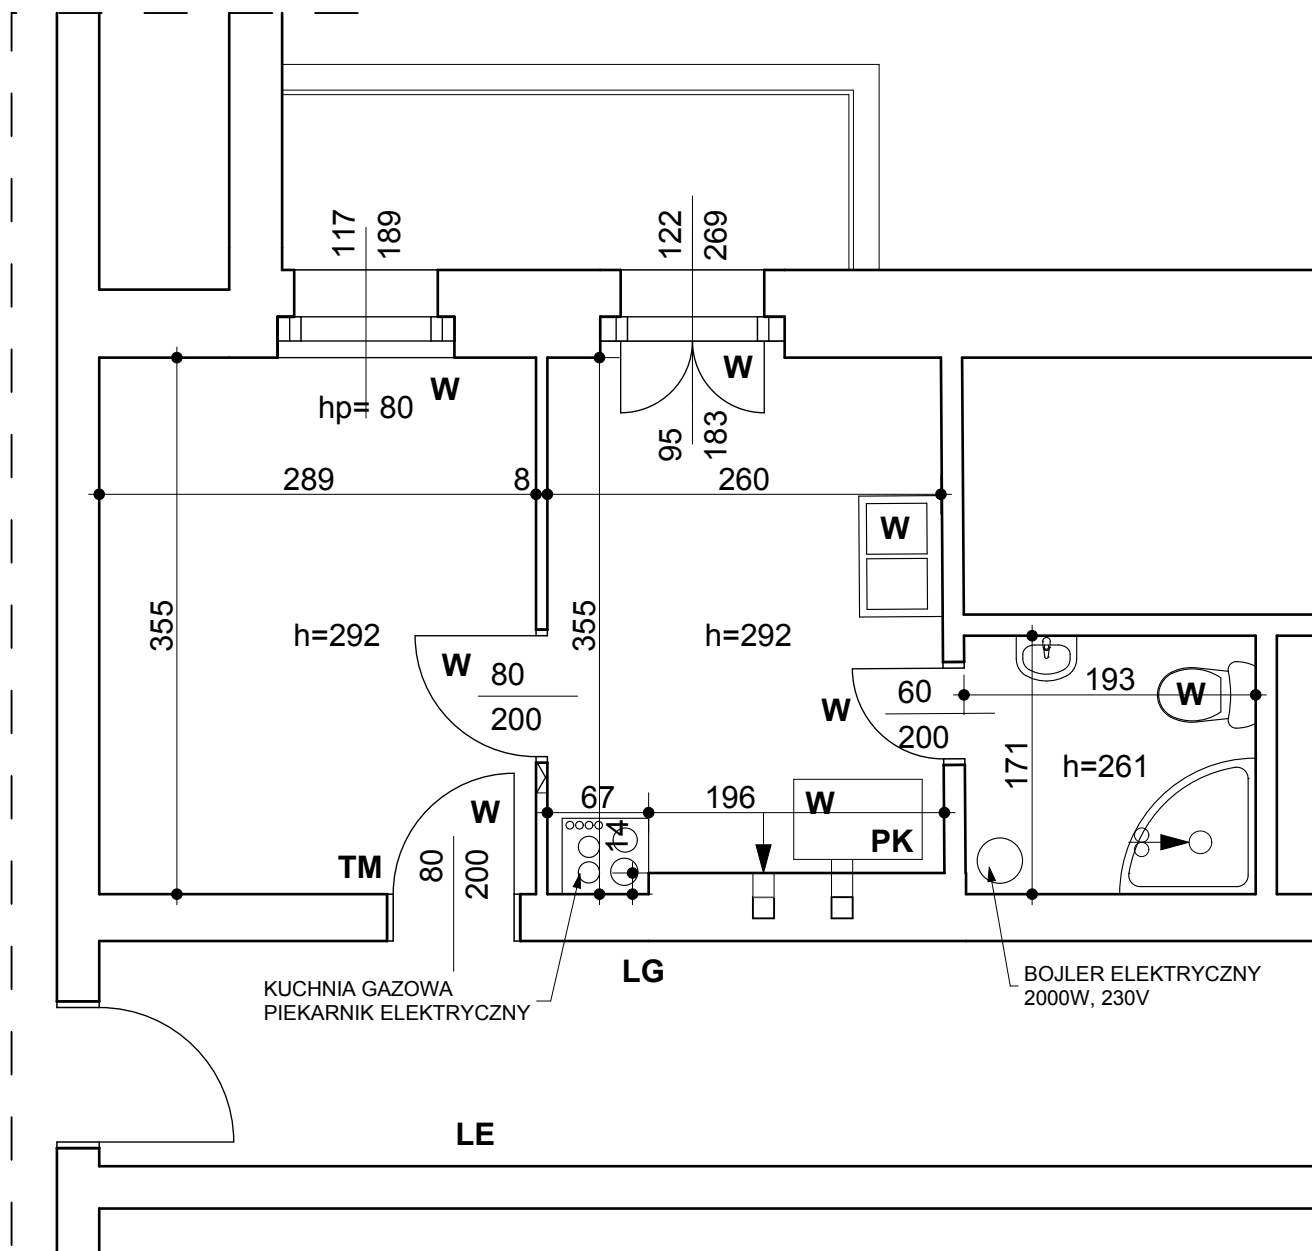 117
189
122
269
W
W
hp= 80
95
183
289
8
260
W
355
h=292
355
h=292
W
80
200
W
60
200
193
W
171
h=261
67
196
W
W
14
PK
TM
80
200
LG
KUCHNIA GAZOWA
PIEKARNIK ELEKTRYCZNY
BOJLER ELEKTRYCZNY
2000W, 230V
LE